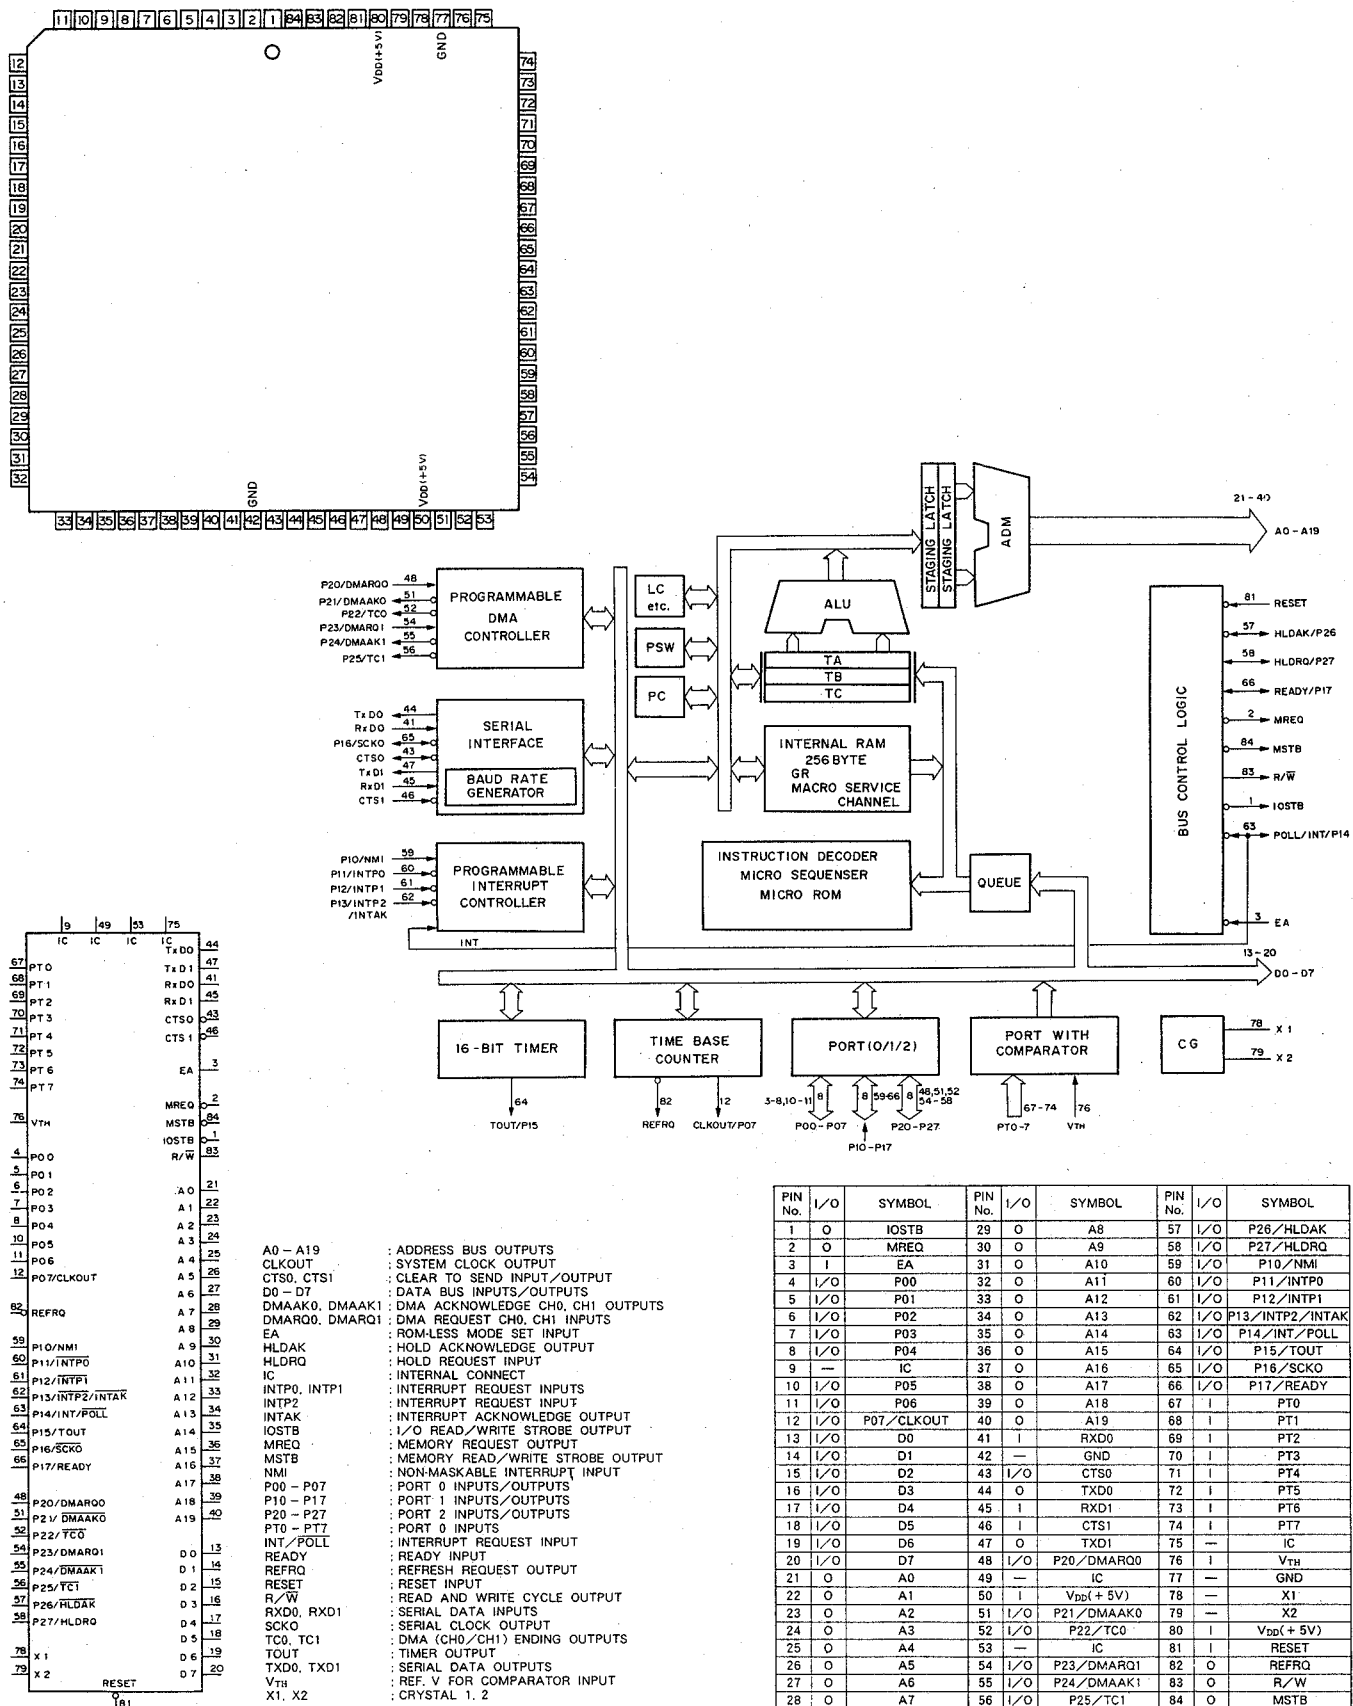 11 10 9 8 7 6 5 4 3 2 1 84 83 82 81 80 79 78 77 76 75
VDD(+5V)
GND
12 74
13 73
14 72
15 71
16 70
17 69
18 68
19 67
20 66
21 65
22 64
23 63
24 62
25 61
26 60
27 59
28 58
29 57
30 56
31 55
32 54
GND
VDD(+5V)
33 34 35 36 37 38 39 40 41 42 43 44 45 46 47 48 49 50 51 52 53
STAGING LATCH
STAGING LATCH
ADM
21-40
A0-A19
P20/DMARQ0 48
P21/DMAAK0 51
P22/TC0 52
P23/DMARQ1 54
P24/DMAAK1 55
P25/TC1 56
PROGRAMMABLE
DMA
CONTROLLER
LC
etc.
PSW
PC
ALU
TA
TB
TC
TxD0 44
RxD0 41
P16/SCK0 65
CTS0 43
TxD1 47
RxD1 45
CTS1 46
SERIAL
INTERFACE
BAUD RATE
GENERATOR
INTERNAL RAM
256 BYTE
GR
MACRO SERVICE
CHANNEL
BUS CONTROL LOGIC
81 RESET
57 HLDAK/P26
58 HLDRQ/P27
66 READY/P17
2 MREQ
84 MSTB
83 R/W̅
1 IOSTB
63 POLL/INT/P14
3 EA
P10/NMI 59
P11/INTP0 60
P12/INTP1 61
P13/INTP2 62
/INTAK
PROGRAMMABLE
INTERRUPT
CONTROLLER
INT
INSTRUCTION DECODER
MICRO SEQUENSER
MICRO ROM
QUEUE
13-20
D0-D7
16-BIT TIMER
64
TOUT/P15
TIME BASE
COUNTER
82 12
REFRQ CLKOUT/P07
PORT(0/1/2)
3-8,10-11 8 8 59-66 8 48,51,52
54-58
P00-P07 P20-P27
P10-P17
PORT WITH
COMPARATOR
67-74 76
PT0-7 VTH
CG
78 X1
79 X2
9 49 53 75
IC IC IC IC
67 PT0
68 PT1
69 PT2
70 PT3
71 PT4
72 PT5
73 PT6
74 PT7
76 VTH
4 P00
5 P01
6 P02
7 P03
8 P04
10 P05
11 P06
12 P07/CLKOUT
82 REFRQ
59 P10/NMI
60 P11/I̅N̅T̅P̅0̅
61 P12/I̅N̅T̅P̅1̅
62 P13/I̅N̅T̅P̅2̅/I̅N̅T̅A̅K̅
63 P14/INT/P̅O̅L̅L̅
64 P15/TOUT
65 P16/S̅C̅K̅0̅
66 P17/READY
48 P20/DMARQ0
51 P21/D̅M̅A̅A̅K̅0̅
52 P22/T̅C̅0̅
54 P23/DMARQ1
55 P24/D̅M̅A̅A̅K̅1̅
56 P25/T̅C̅1̅
57 P26/H̅L̅D̅A̅K̅
58 P27/HLDRQ
78 X1
79 X2
TxD0 44
TxD1 47
RxD0 41
RxD1 45
CTS0 43
CTS1 46
EA 3
MREQ 2
MSTB 84
IOSTB 1
R/W̅ 83
A0 21
A1 22
A2 23
A3 24
A4 25
A5 26
A6 27
A7 28
A8 29
A9 30
A10 31
A11 32
A12 33
A13 34
A14 35
A15 36
A16 37
A17 38
A18 39
A19 40
D0 13
D1 14
D2 15
D3 16
D4 17
D5 18
D6 19
D7 20
RESET
81
A0 - A19 : ADDRESS BUS OUTPUTS
CLKOUT : SYSTEM CLOCK OUTPUT
CTS0, CTS1 : CLEAR TO SEND INPUT/OUTPUT
D0 - D7 : DATA BUS INPUTS/OUTPUTS
DMAAK0, DMAAK1 : DMA ACKNOWLEDGE CH0, CH1 OUTPUTS
DMARQ0, DMARQ1 : DMA REQUEST CH0, CH1 INPUTS
EA : ROM-LESS MODE SET INPUT
HLDAK : HOLD ACKNOWLEDGE OUTPUT
HLDRQ : HOLD REQUEST INPUT
IC : INTERNAL CONNECT
INTP0, INTP1 : INTERRUPT REQUEST INPUTS
INTP2 : INTERRUPT REQUEST INPUT
INTAK : INTERRUPT ACKNOWLEDGE OUTPUT
IOSTB : I/O READ/WRITE STROBE OUTPUT
MREQ : MEMORY REQUEST OUTPUT
MSTB : MEMORY READ/WRITE STROBE OUTPUT
NMI : NON-MASKABLE INTERRUPT INPUT
P00 - P07 : PORT 0 INPUTS/OUTPUTS
P10 - P17 : PORT 1 INPUTS/OUTPUTS
P20 - P27 : PORT 2 INPUTS/OUTPUTS
PT0 - PT7 : PORT 0 INPUTS
INT/P̅O̅L̅L̅ : INTERRUPT REQUEST INPUT
READY : READY INPUT
REFRQ : REFRESH REQUEST OUTPUT
RESET : RESET INPUT
R/W̅ : READ AND WRITE CYCLE OUTPUT
RXD0, RXD1 : SERIAL DATA INPUTS
SCK0 : SERIAL CLOCK OUTPUT
TC0, TC1 : DMA (CH0/CH1) ENDING OUTPUTS
TOUT : TIMER OUTPUT
TXD0, TXD1 : SERIAL DATA OUTPUTS
VTH : REF. V FOR COMPARATOR INPUT
X1, X2 : CRYSTAL 1, 2
PIN No. I/O SYMBOL PIN No. I/O SYMBOL PIN No. I/O SYMBOL
1 O IOSTB 29 O A8 57 I/O P26/HLDAK
2 O MREQ 30 O A9 58 I/O P27/HLDRQ
3 I EA 31 O A10 59 I/O P10/NMI
4 I/O P00 32 O A11 60 I/O P11/INTP0
5 I/O P01 33 O A12 61 I/O P12/INTP1
6 I/O P02 34 O A13 62 I/O P13/INTP2/INTAK
7 I/O P03 35 O A14 63 I/O P14/INT/POLL
8 I/O P04 36 O A15 64 I/O P15/TOUT
9 — IC 37 O A16 65 I/O P16/SCK0
10 I/O P05 38 O A17 66 I/O P17/READY
11 I/O P06 39 O A18 67 I PT0
12 I/O P07/CLKOUT 40 O A19 68 I PT1
13 I/O D0 41 I RXD0 69 I PT2
14 I/O D1 42 — GND 70 I PT3
15 I/O D2 43 I/O CTS0 71 I PT4
16 I/O D3 44 O TXD0 72 I PT5
17 I/O D4 45 I RXD1 73 I PT6
18 I/O D5 46 I CTS1 74 I PT7
19 I/O D6 47 O TXD1 75 — IC
20 I/O D7 48 I/O P20/DMARQ0 76 I VTH
21 O A0 49 — IC 77 — GND
22 O A1 50 I VDD(+5V) 78 — X1
23 O A2 51 I/O P21/DMAAK0 79 — X2
24 O A3 52 I/O P22/TC0 80 I VDD(+5V)
25 O A4 53 — IC 81 I RESET
26 O A5 54 I/O P23/DMARQ1 82 O REFRQ
27 O A6 55 I/O P24/DMAAK1 83 O R/W
28 O A7 56 I/O P25/TC1 84 O MSTB